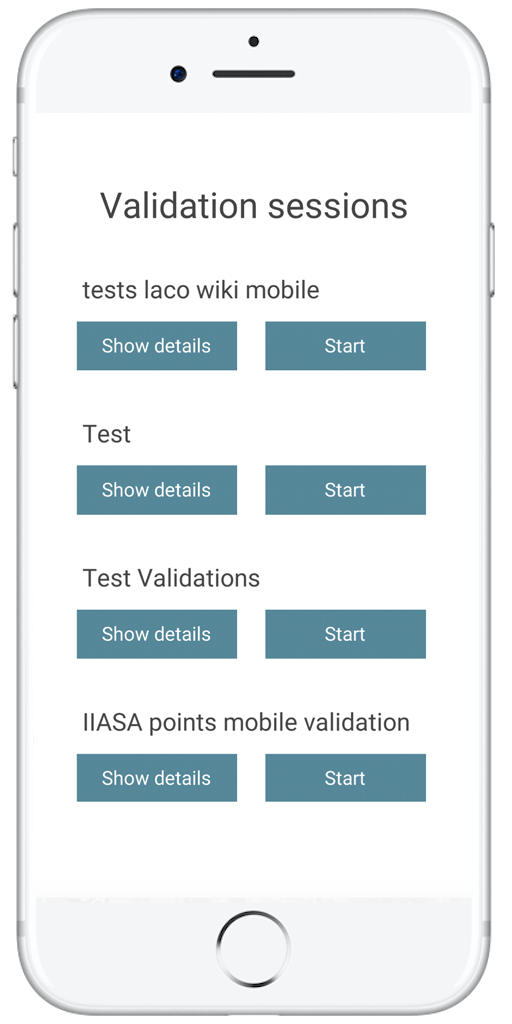 Validation sessions
tests laco wiki mobile
Show details Start
Test
Show details Start
Test Validations
Show details Start
IIASA points mobile validation
Show details Start